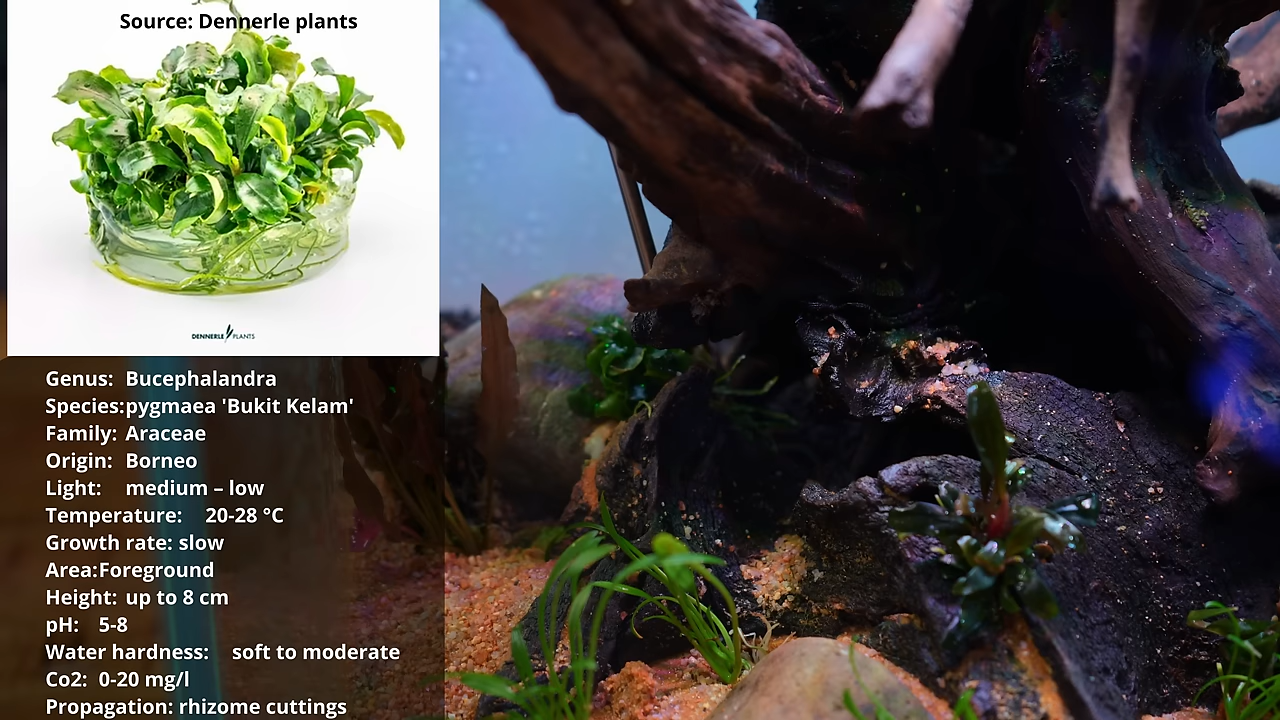 Source: Dennerle plants
DENNERLE PLANTS
Genus: Bucephalandra
Species:pygmaea 'Bukit Kelam'
Family: Araceae
Origin: Borneo
Light: medium – low
Temperature: 20-28 °C
Growth rate: slow
Area:Foreground
Height: up to 8 cm
pH: 5-8
Water hardness: soft to moderate
Co2: 0-20 mg/l
Propagation: rhizome cuttings